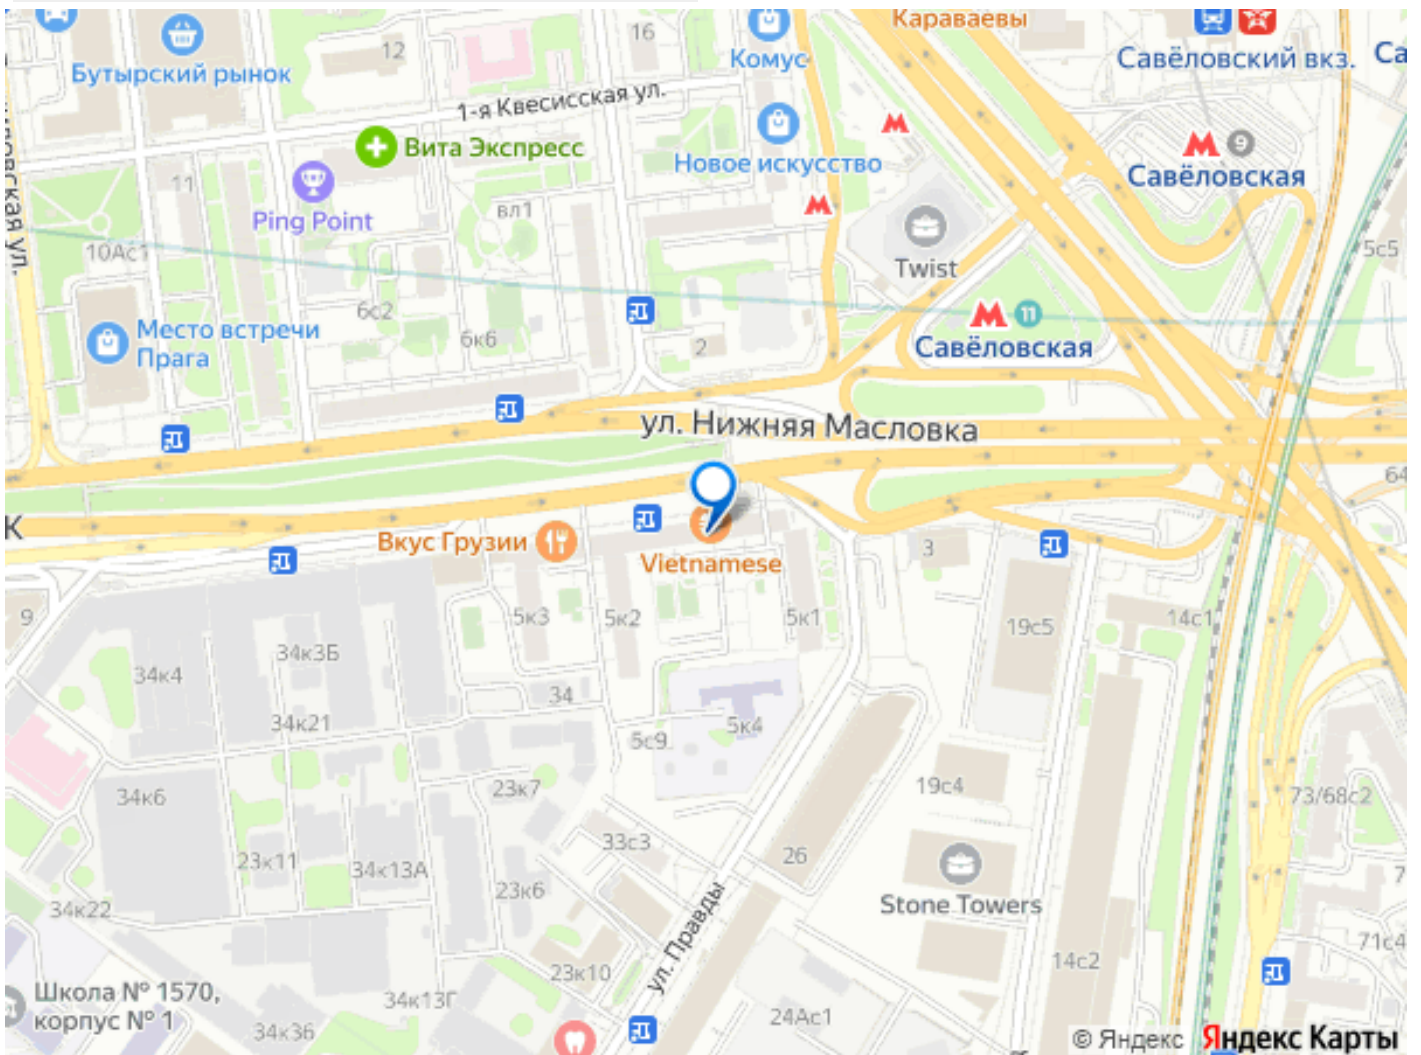 Караваевы
16
12
Комус
Савёловский вкз.
Са
Бутырский рынок
1-я Квесисская ул.
Вита Экспресс
Новое искусство
9
Савёловская
11
Ping Point
вл1
10Ас1
Twist
5с5
6с2
Место встречи
Прага
6к6
2
11
Савёловская
ул. Нижняя Масловка
64
К
Вкус Грузии
Vietnamese
3
9
5к3
5к2
5к1
19с5
14с1
34к3Б
34к4
34
34к21
5с9
5к4
34к6
23к7
19с4
73/68с2
33с3
26
23к11
34к13А
23к6
7
34к22
Stone Towers
ул. Правды
71с4
23к10
14с2
Школа № 1570,
корпус № 1
34к13Г
34к36
24Ас1
© Яндекс
Яндекс Карты